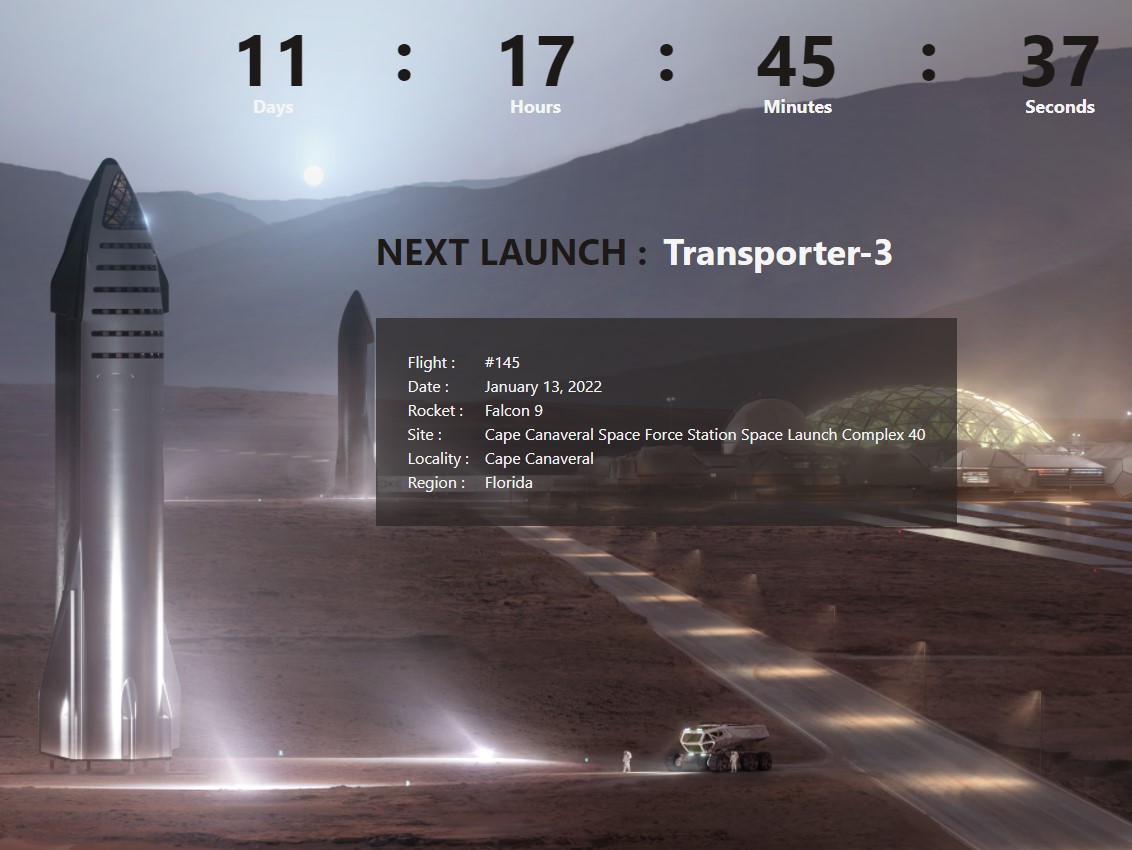 11 : 17 : 45 : 37
Days Hours Minutes Seconds
NEXT LAUNCH : Transporter-3
Flight : #145
Date : January 13, 2022
Rocket : Falcon 9
Site : Cape Canaveral Space Force Station Space Launch Complex 40
Locality : Cape Canaveral
Region : Florida